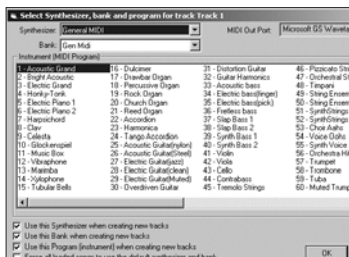 Select Synthesizer, bank and program for track Track 1
Synthesizer: General MIDI
MIDI Out Port: Microsoft GS Wavetable
Bank: Gen Midi
Instrument (MIDI Program)
1 - Acoustic Grand
2 - Bright Acoustic
3 - Electric Grand
4 - Honky-Tonk
5 - Electric Piano 1
6 - Electric Piano 2
7 - Harpsichord
8 - Clav
9 - Celesta
10 - Glockenspiel
11 - Music Box
12 - Vibraphone
13 - Marimba
14 - Xylophone
15 - Tubular Bells
16 - Dulcimer
17 - Drawbar Organ
18 - Percussive Organ
19 - Rock Organ
20 - Church Organ
21 - Reed Organ
22 - Accordion
23 - Harmonica
24 - Tango Accordion
25 - Acoustic Guitar(nylon)
26 - Acoustic Guitar(Steel)
27 - Electric Guitar(jazz)
28 - Electric Guitar(clean)
29 - Electric Guitar(Muted)
30 - Overdriven Guitar
31 - Distortion Guitar
32 - Guitar Harmonics
33 - Acoustic bass
34 - Electric bass(finger)
35 - Electric bass(pick)
36 - Fretless bass
37 - Slap Bass 1
38 - Slap Bass 2
39 - Synth Bass 1
40 - Synth Bass 2
41 - Violin
42 - Viola
43 - Cello
44 - Contrabass
45 - Tremolo Strings
46 - Pizzicato Str
47 - Orchestral St
48 - Timpani
49 - String Ensem
50 - String Ensem
51 - SynthStrings
52 - SynthStrings
53 - Choir Aahs
54 - Voice Oohs
55 - Synth Voice
56 - Orchestra Hi
57 - Trumpet
58 - Trombone
59 - Tuba
60 - Muted Trump
Use this Synthesizer when creating new tracks
Use this Bank when creating new tracks
Use this Program (instrument) when creating new tracks
OK